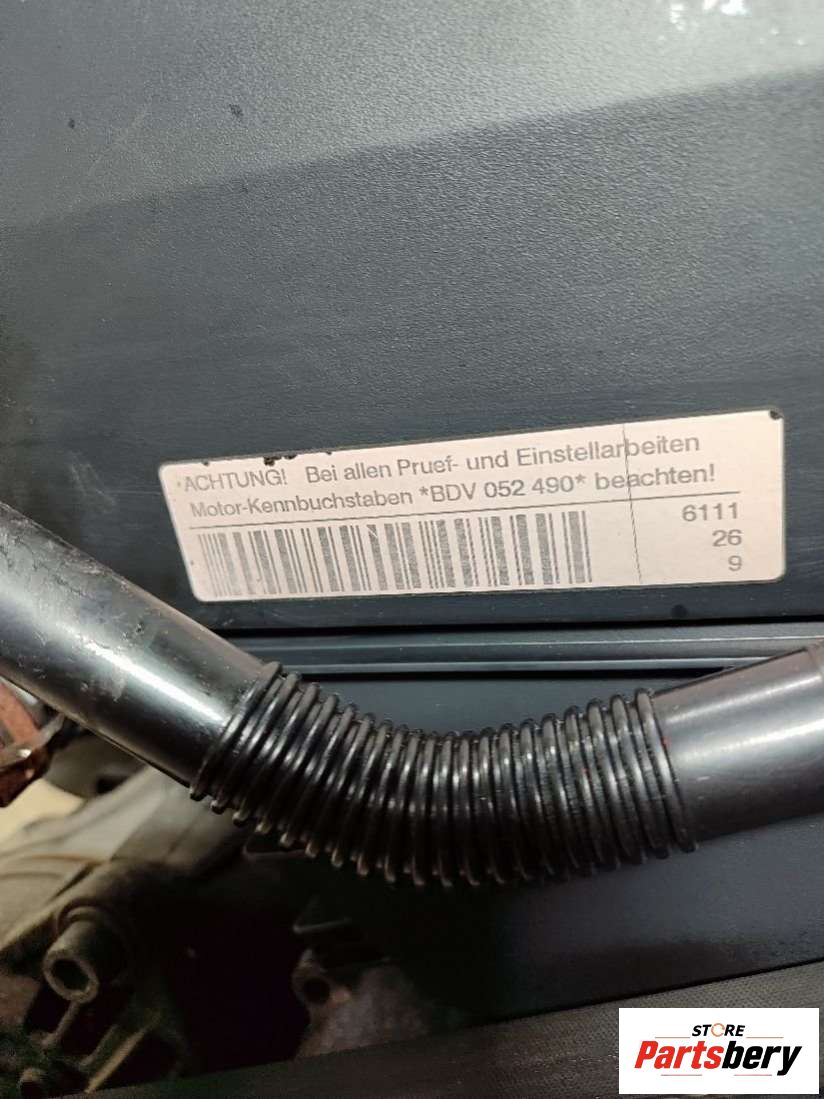 ACHTUNG! Bei allen Pruef- und Einstellarbeiten
Motor-Kennbuchstaben *BDV 052 490* beachten!
6111
26
9
STORE
Partsbery